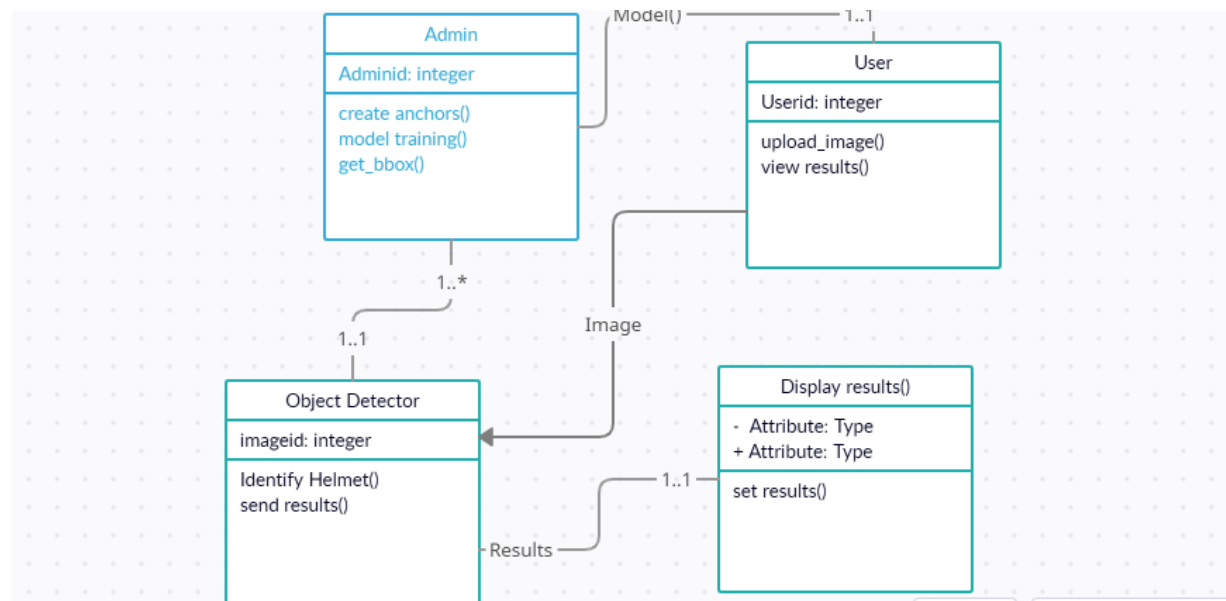 Model()
1..1
Admin
Adminid: integer
create anchors()
model training()
get_bbox()
User
Userid: integer
upload_image()
view results()
1..*
1..1
Image
Object Detector
imageid: integer
Identify Helmet()
send results()
Display results()
- Attribute: Type
+ Attribute: Type
set results()
1..1
Results